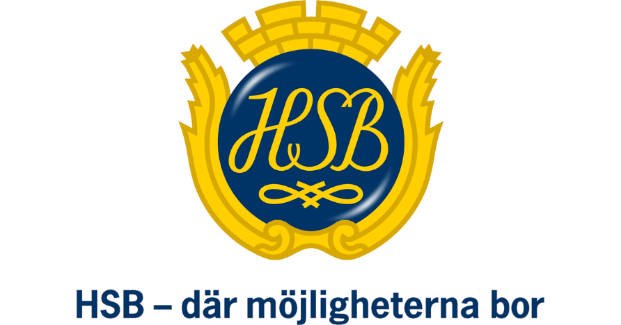 HSB
HSB – där möjligheterna bor